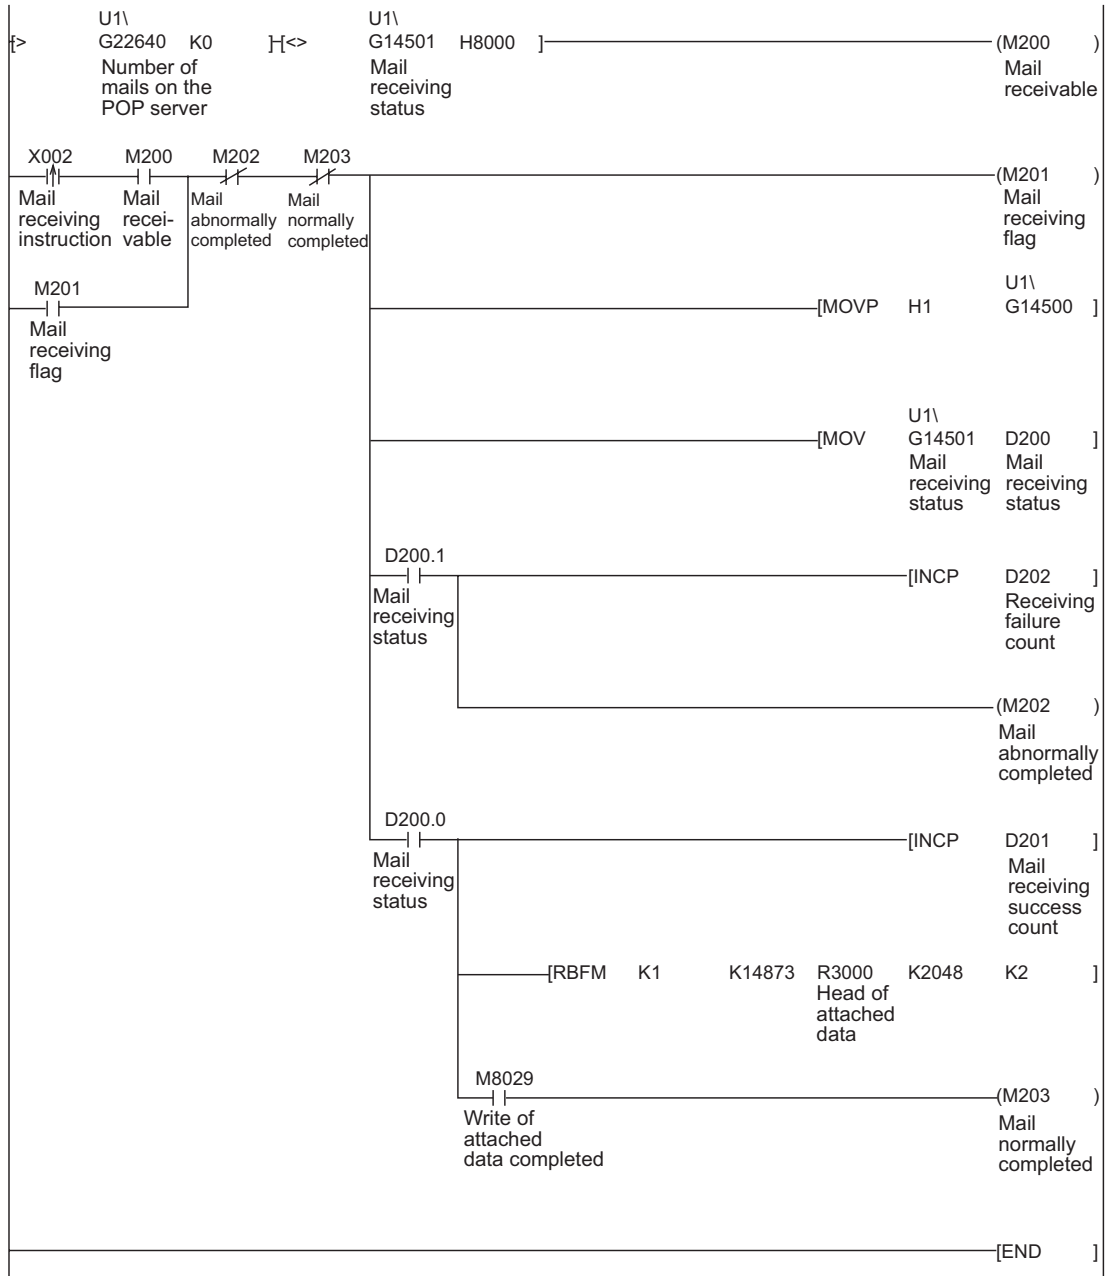 U1\ U1\
[> G22640 K0 ]-[<> G14501 H8000 ] (M200 )
Number of mails on the POP server
Mail receiving status
Mail receivable
X002 M200 M202 M203
(M201 )
Mail receiving instruction
Mail recei-vable
Mail abnormally completed
Mail normally completed
Mail receiving flag
M201
Mail receiving flag
U1\
[MOVP H1 G14500 ]
U1\
[MOV G14501 D200 ]
Mail receiving status
Mail receiving status
D200.1
Mail receiving status
[INCP D202 ]
Receiving failure count
(M202 )
Mail abnormally completed
D200.0
Mail receiving status
[INCP D201 ]
Mail receiving success count
[RBFM K1 K14873 R3000 K2048 K2 ]
Head of attached data
M8029
Write of attached data completed
(M203 )
Mail normally completed
[END ]